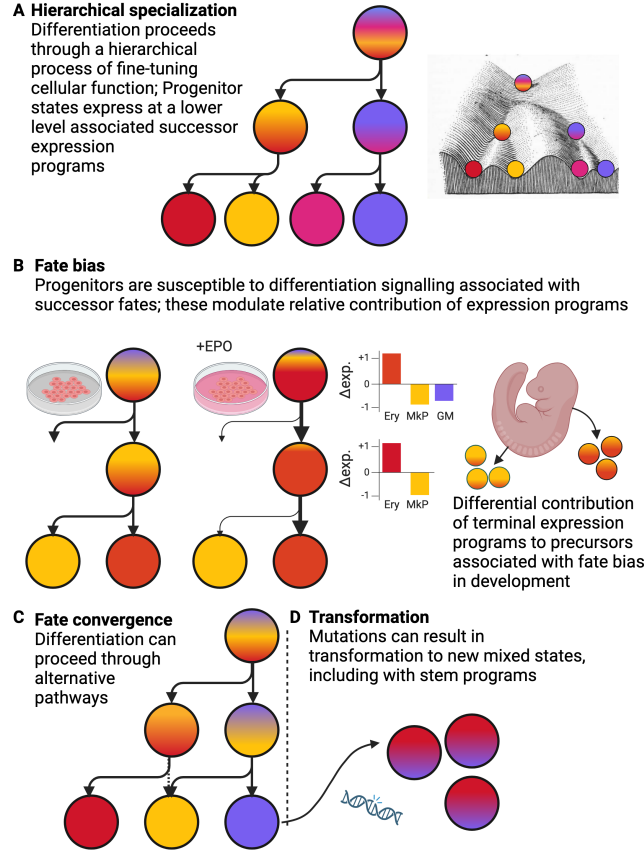 A Hierarchical specialization
Differentiation proceeds
through a hierarchical
process of fine-tuning
cellular function; Progenitor
states express at a lower
level associated successor
expression
programs
B Fate bias
Progenitors are susceptible to differentiation signalling associated with
successor fates; these modulate relative contribution of expression programs
+EPO
Δexp.
+1
0
-1
Ery MkP GM
Δexp.
+1
0
-1
Ery MkP
Differential contribution
of terminal expression
programs to precursors
associated with fate bias
in development
C Fate convergence
Differentiation can
proceed through
alternative
pathways
D Transformation
Mutations can result in
transformation to new mixed states,
including with stem programs